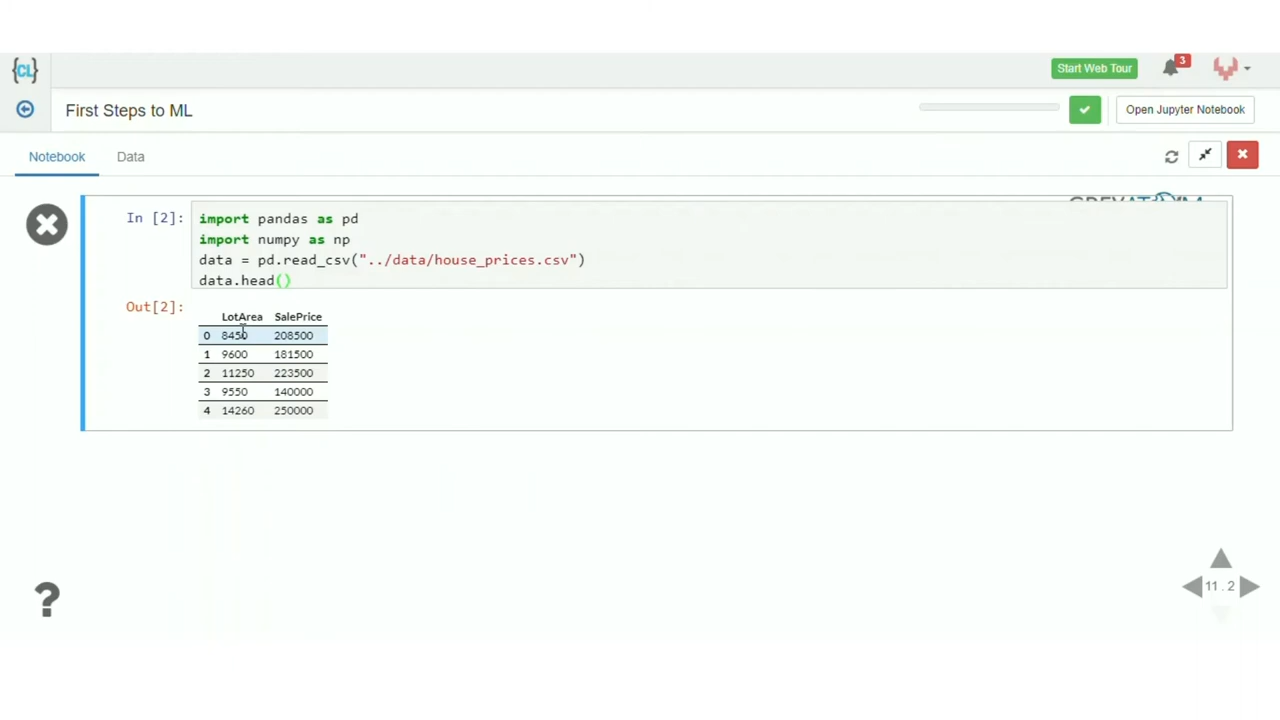 {CL}
Start Web Tour
3
First Steps to ML
Open Jupyter Notebook
Notebook
Data
In [2]:
import pandas as pd
import numpy as np
data = pd.read_csv("../data/house_prices.csv")
data.head()
Out[2]:
LotArea SalePrice
0 8450 208500
1 9600 181500
2 11250 223500
3 9550 140000
4 14260 250000
?
11.2